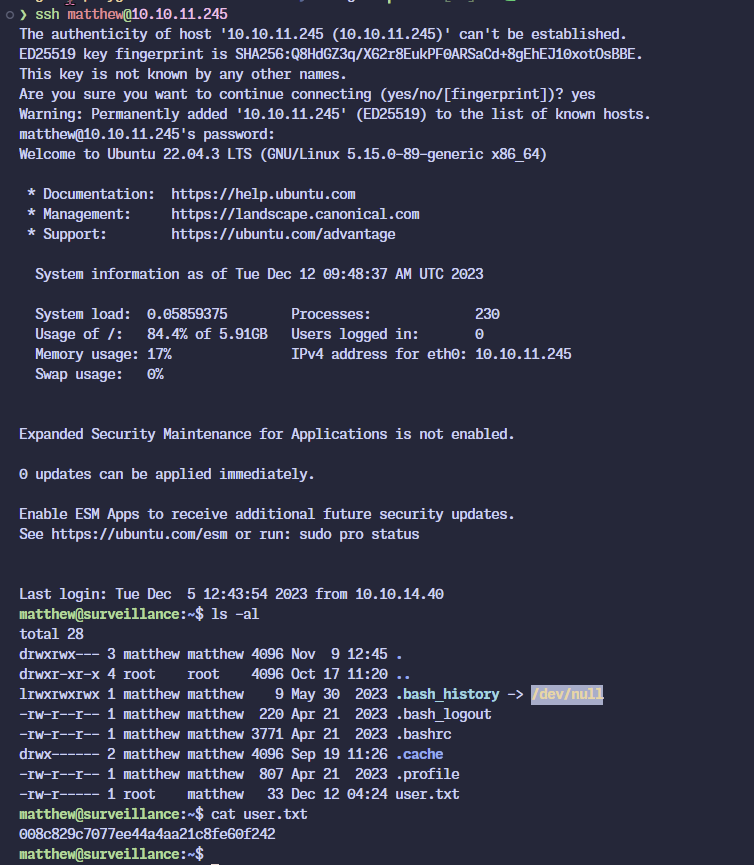 ❯ ssh matthew@10.10.11.245
The authenticity of host '10.10.11.245 (10.10.11.245)' can't be established.
ED25519 key fingerprint is SHA256:Q8HdGZ3q/X62r8EukPF0ARSaCd+8gEhEJ10xotOsBBE.
This key is not known by any other names.
Are you sure you want to continue connecting (yes/no/[fingerprint])? yes
Warning: Permanently added '10.10.11.245' (ED25519) to the list of known hosts.
matthew@10.10.11.245's password:
Welcome to Ubuntu 22.04.3 LTS (GNU/Linux 5.15.0-89-generic x86_64)
* Documentation:  https://help.ubuntu.com
* Management:     https://landscape.canonical.com
* Support:        https://ubuntu.com/advantage
System information as of Tue Dec 12 09:48:37 AM UTC 2023
System load:  0.05859375        Processes:             230
Usage of /:   84.4% of 5.91GB   Users logged in:       0
Memory usage: 17%               IPv4 address for eth0: 10.10.11.245
Swap usage:   0%
Expanded Security Maintenance for Applications is not enabled.
0 updates can be applied immediately.
Enable ESM Apps to receive additional future security updates.
See https://ubuntu.com/esm or run: sudo pro status
Last login: Tue Dec  5 12:43:54 2023 from 10.10.14.40
matthew@surveillance:~$ ls -al
total 28
drwxrwx--- 3 matthew matthew 4096 Nov  9 12:45 .
drwxr-xr-x 4 root    root    4096 Oct 17 11:20 ..
lrwxrwxrwx 1 matthew matthew    9 May 30  2023 .bash_history -> /dev/null
-rw-r--r-- 1 matthew matthew  220 Apr 21  2023 .bash_logout
-rw-r--r-- 1 matthew matthew 3771 Apr 21  2023 .bashrc
drwx------ 2 matthew matthew 4096 Sep 19 11:26 .cache
-rw-r--r-- 1 matthew matthew  807 Apr 21  2023 .profile
-rw-r----- 1 root    matthew   33 Dec 12 04:24 user.txt
matthew@surveillance:~$ cat user.txt
008c829c7077ee44a4aa21c8fe60f242
matthew@surveillance:~$